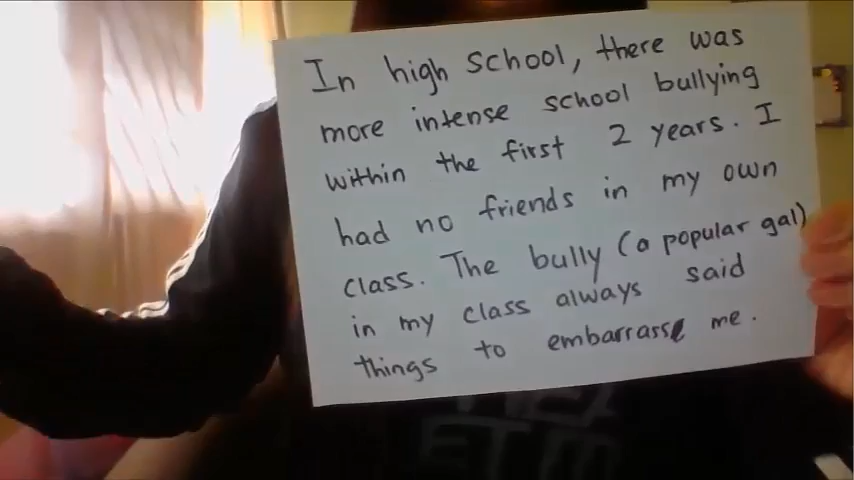 In high school, there was
more intense school bullying
within the first 2 years. I
had no friends in my own
class. The bully (a popular gal)
in my class always said
things to embarrass me.